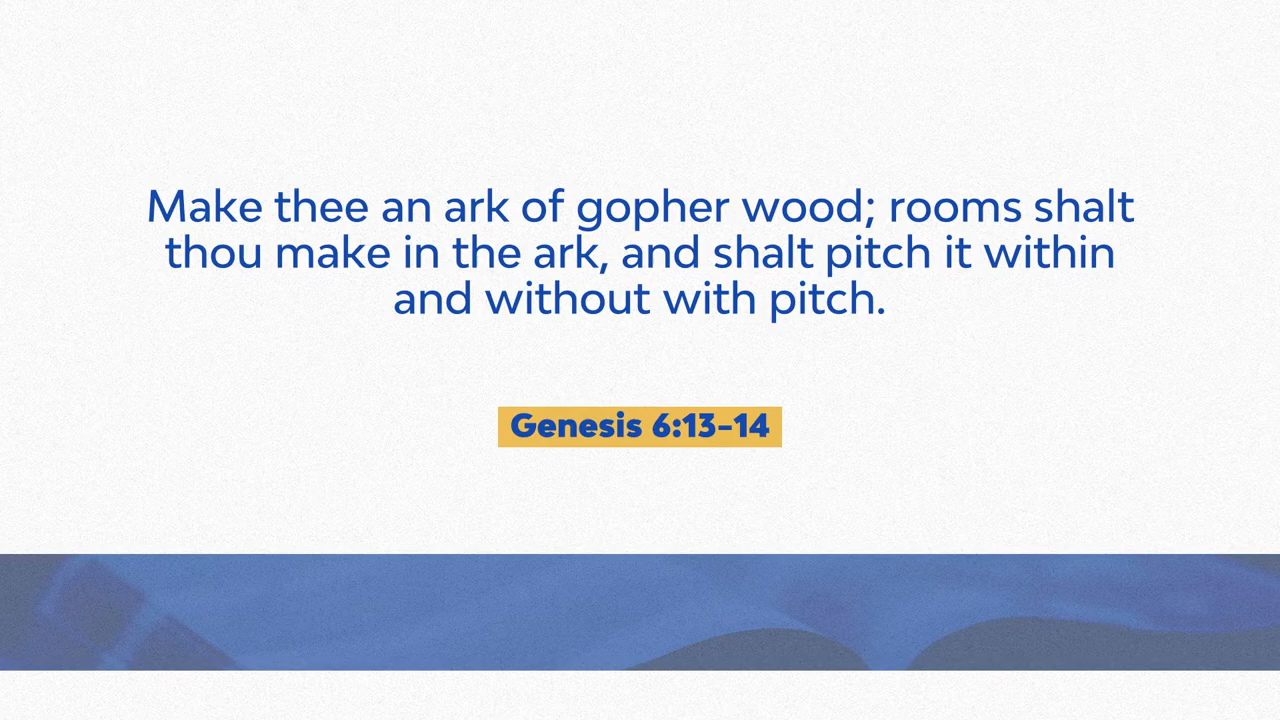 Make thee an ark of gopher wood; rooms shalt
thou make in the ark, and shalt pitch it within
and without with pitch.
Genesis 6:13-14